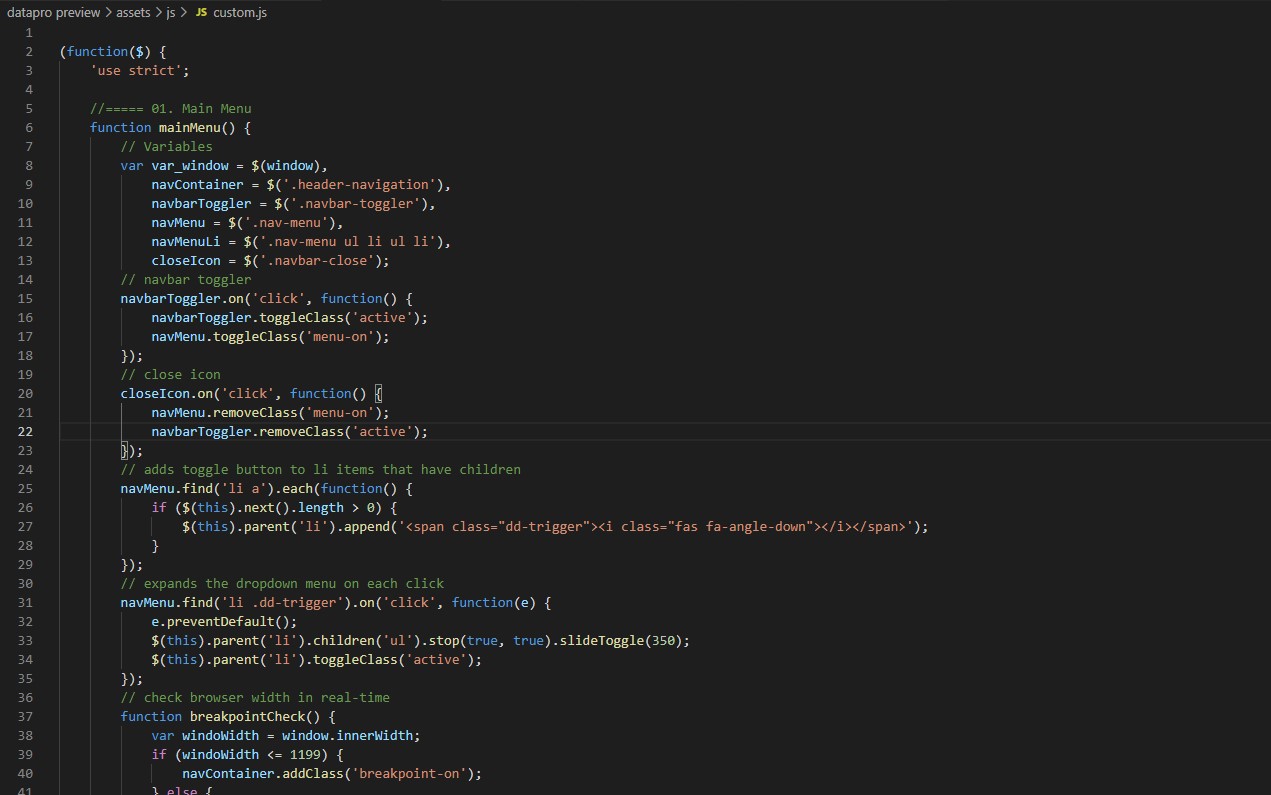 datapro preview > assets > js > JS custom.js
1
2 (function($) {
3 'use strict';
4
5 //===== 01. Main Menu
6 function mainMenu() {
7 // Variables
8 var var_window = $(window),
9 navContainer = $('.header-navigation'),
10 navbarToggler = $('.navbar-toggler'),
11 navMenu = $('.nav-menu'),
12 navMenuLi = $('.nav-menu ul li ul li'),
13 closeIcon = $('.navbar-close');
14 // navbar toggler
15 navbarToggler.on('click', function() {
16 navbarToggler.toggleClass('active');
17 navMenu.toggleClass('menu-on');
18 });
19 // close icon
20 closeIcon.on('click', function() {
21 navMenu.removeClass('menu-on');
22 navbarToggler.removeClass('active');
23 });
24 // adds toggle button to li items that have children
25 navMenu.find('li a').each(function() {
26 if ($(this).next().length > 0) {
27 $(this).parent('li').append('<span class="dd-trigger"><i class="fas fa-angle-down"></i></span>');
28 }
29 });
30 // expands the dropdown menu on each click
31 navMenu.find('li .dd-trigger').on('click', function(e) {
32 e.preventDefault();
33 $(this).parent('li').children('ul').stop(true, true).slideToggle(350);
34 $(this).parent('li').toggleClass('active');
35 });
36 // check browser width in real-time
37 function breakpointCheck() {
38 var windoWidth = window.innerWidth;
39 if (windoWidth <= 1199) {
40 navContainer.addClass('breakpoint-on');
41 } else {